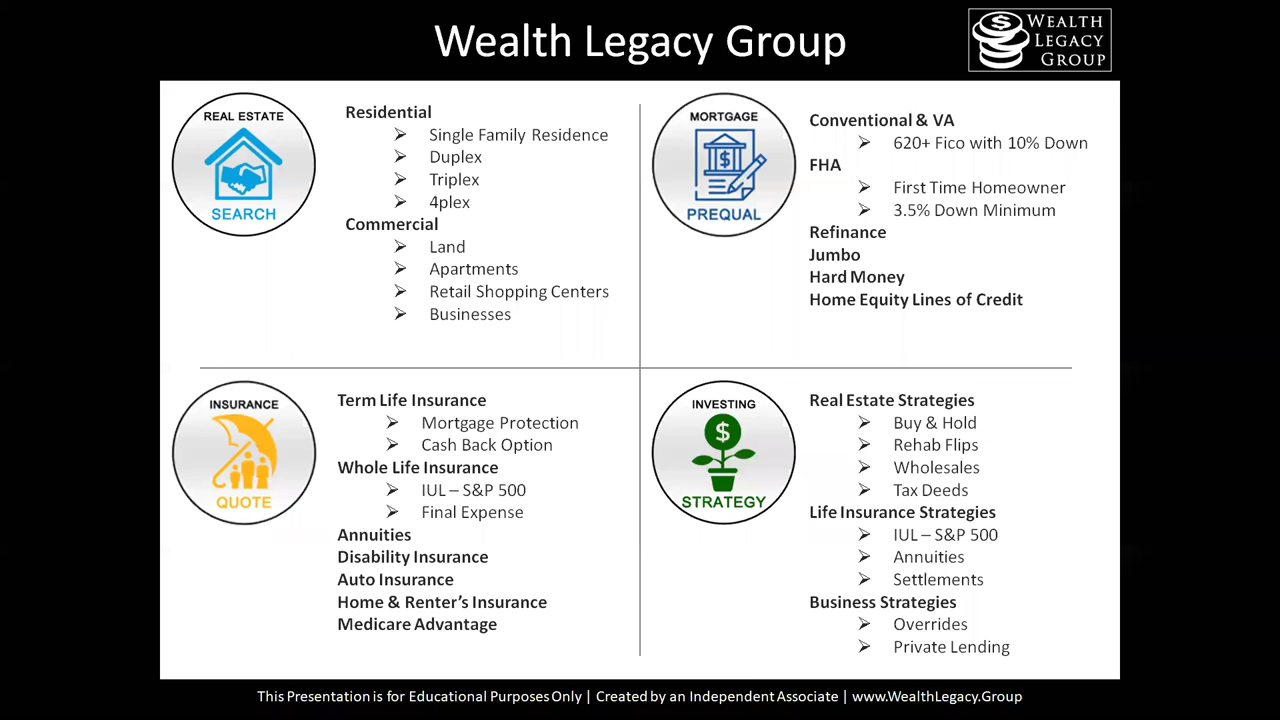 Wealth Legacy Group
WEALTH
LEGACY
GROUP
REAL ESTATE
SEARCH
Residential
➢ Single Family Residence
➢ Duplex
➢ Triplex
➢ 4plex
Commercial
➢ Land
➢ Apartments
➢ Retail Shopping Centers
➢ Businesses
MORTGAGE
$
PREQUAL
Conventional & VA
➢ 620+ Fico with 10% Down
FHA
➢ First Time Homeowner
➢ 3.5% Down Minimum
Refinance
Jumbo
Hard Money
Home Equity Lines of Credit
INSURANCE
QUOTE
Term Life Insurance
➢ Mortgage Protection
➢ Cash Back Option
Whole Life Insurance
➢ IUL – S&P 500
➢ Final Expense
Annuities
Disability Insurance
Auto Insurance
Home & Renter’s Insurance
Medicare Advantage
INVESTING
$
STRATEGY
Real Estate Strategies
➢ Buy & Hold
➢ Rehab Flips
➢ Wholesales
➢ Tax Deeds
Life Insurance Strategies
➢ IUL – S&P 500
➢ Annuities
➢ Settlements
Business Strategies
➢ Overrides
➢ Private Lending
This Presentation is for Educational Purposes Only | Created by an Independent Associate | www.WealthLegacy.Group